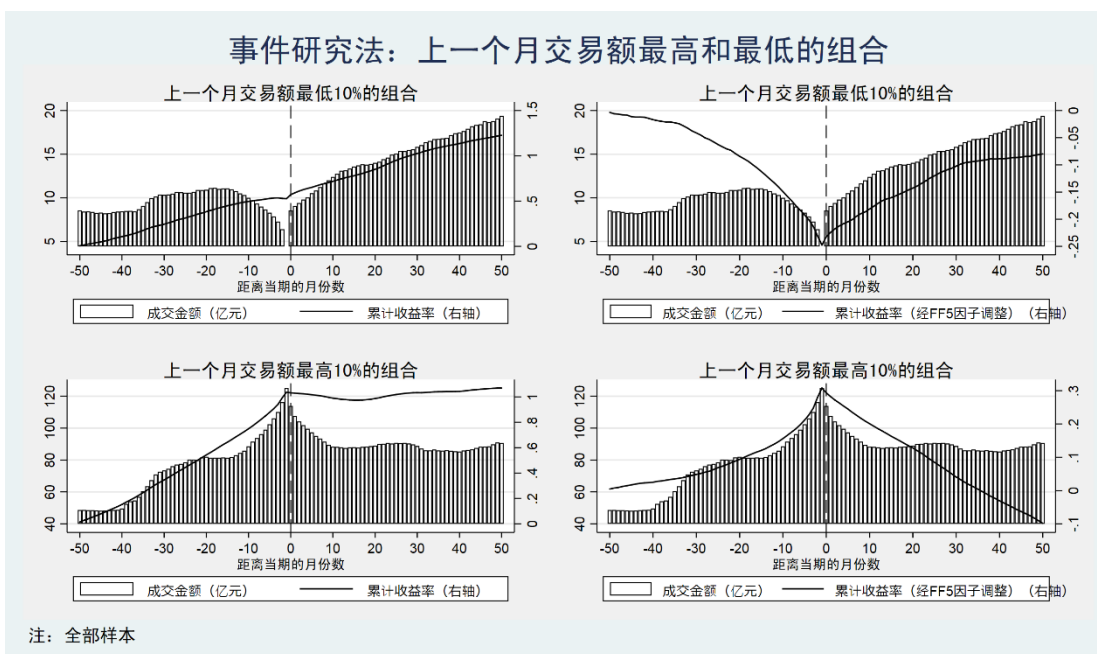 事件研究法：上一个月交易额最高和最低的组合
上一个月交易额最低10%的组合
20
15
10
5
1.5
1
.5
0
-50 -40 -30 -20 -10 0 10 20 30 40 50
距离当期的月份数
成交金额（亿元） 累计收益率（右轴）
上一个月交易额最低10%的组合
20
15
10
5
0
-.05
-.1
-.15
-.2
-.25
-50 -40 -30 -20 -10 0 10 20 30 40 50
距离当期的月份数
成交金额（亿元） 累计收益率（经FF5因子调整）（右轴）
上一个月交易额最高10%的组合
120
100
80
60
40
1
.8
.6
.4
.2
0
-50 -40 -30 -20 -10 0 10 20 30 40 50
距离当期的月份数
成交金额（亿元） 累计收益率（右轴）
上一个月交易额最高10%的组合
120
100
80
60
40
.3
.2
.1
0
-.1
-50 -40 -30 -20 -10 0 10 20 30 40 50
距离当期的月份数
成交金额（亿元） 累计收益率（经FF5因子调整）（右轴）
注：全部样本